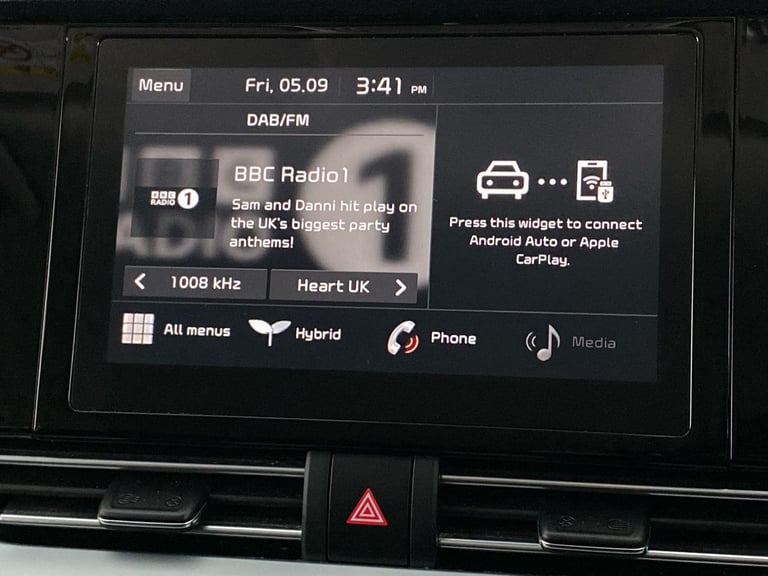 Menu
Fri, 05.09
3:41 PM
DAB/FM
BBC
RADIO 1
BBC Radio 1
Sam and Danni hit play on
the UK's biggest party
anthems!
1008 kHz
Heart UK
Press this widget to connect
Android Auto or Apple
CarPlay.
All menus
Hybrid
Phone
Media